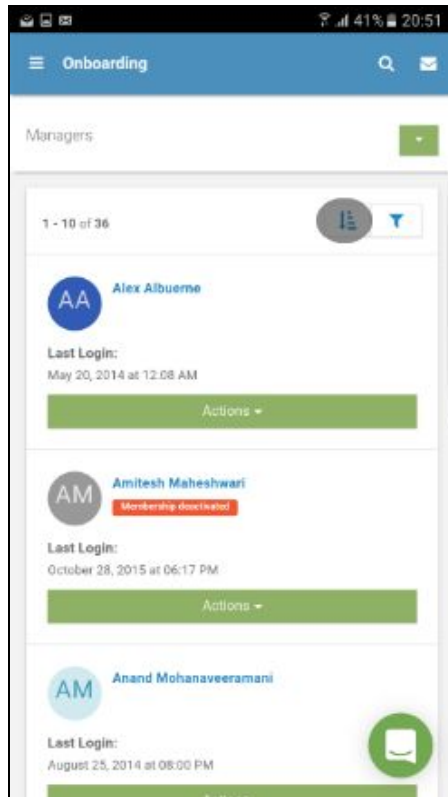 41% 20:51
Onboarding
Managers
1 - 10 of 36
AA
Alex Albuerne
Last Login:
May 20, 2014 at 12:08 AM
Actions
AM
Amitesh Maheshwari
Membership deactivated
Last Login:
October 28, 2015 at 06:17 PM
Actions
AM
Anand Mohanaveeramani
Last Login:
August 25, 2014 at 08:00 PM